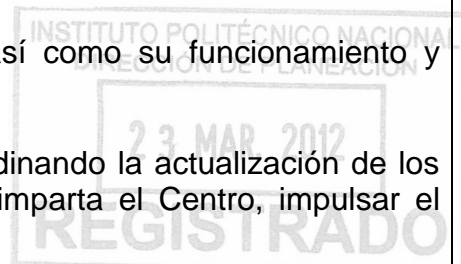 INSTITUTO POLITÉCNICO NACIONAL
así como su funcionamiento y
DIRECCIÓN DE PLANEACIÓN
23 MAR. 2012
dinando la actualización de los
imparta el Centro, impulsar el
REGISTRADO